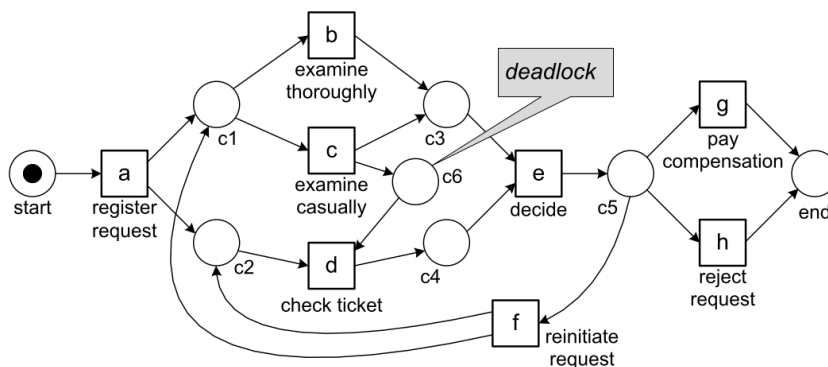 b
examine
thoroughly
deadlock
c1
c3
g
pay
compensation
start
a
register
request
c
examine
casually
c6
e
decide
c5
end
c2
d
check ticket
c4
h
reject
request
f
reinitiate
request